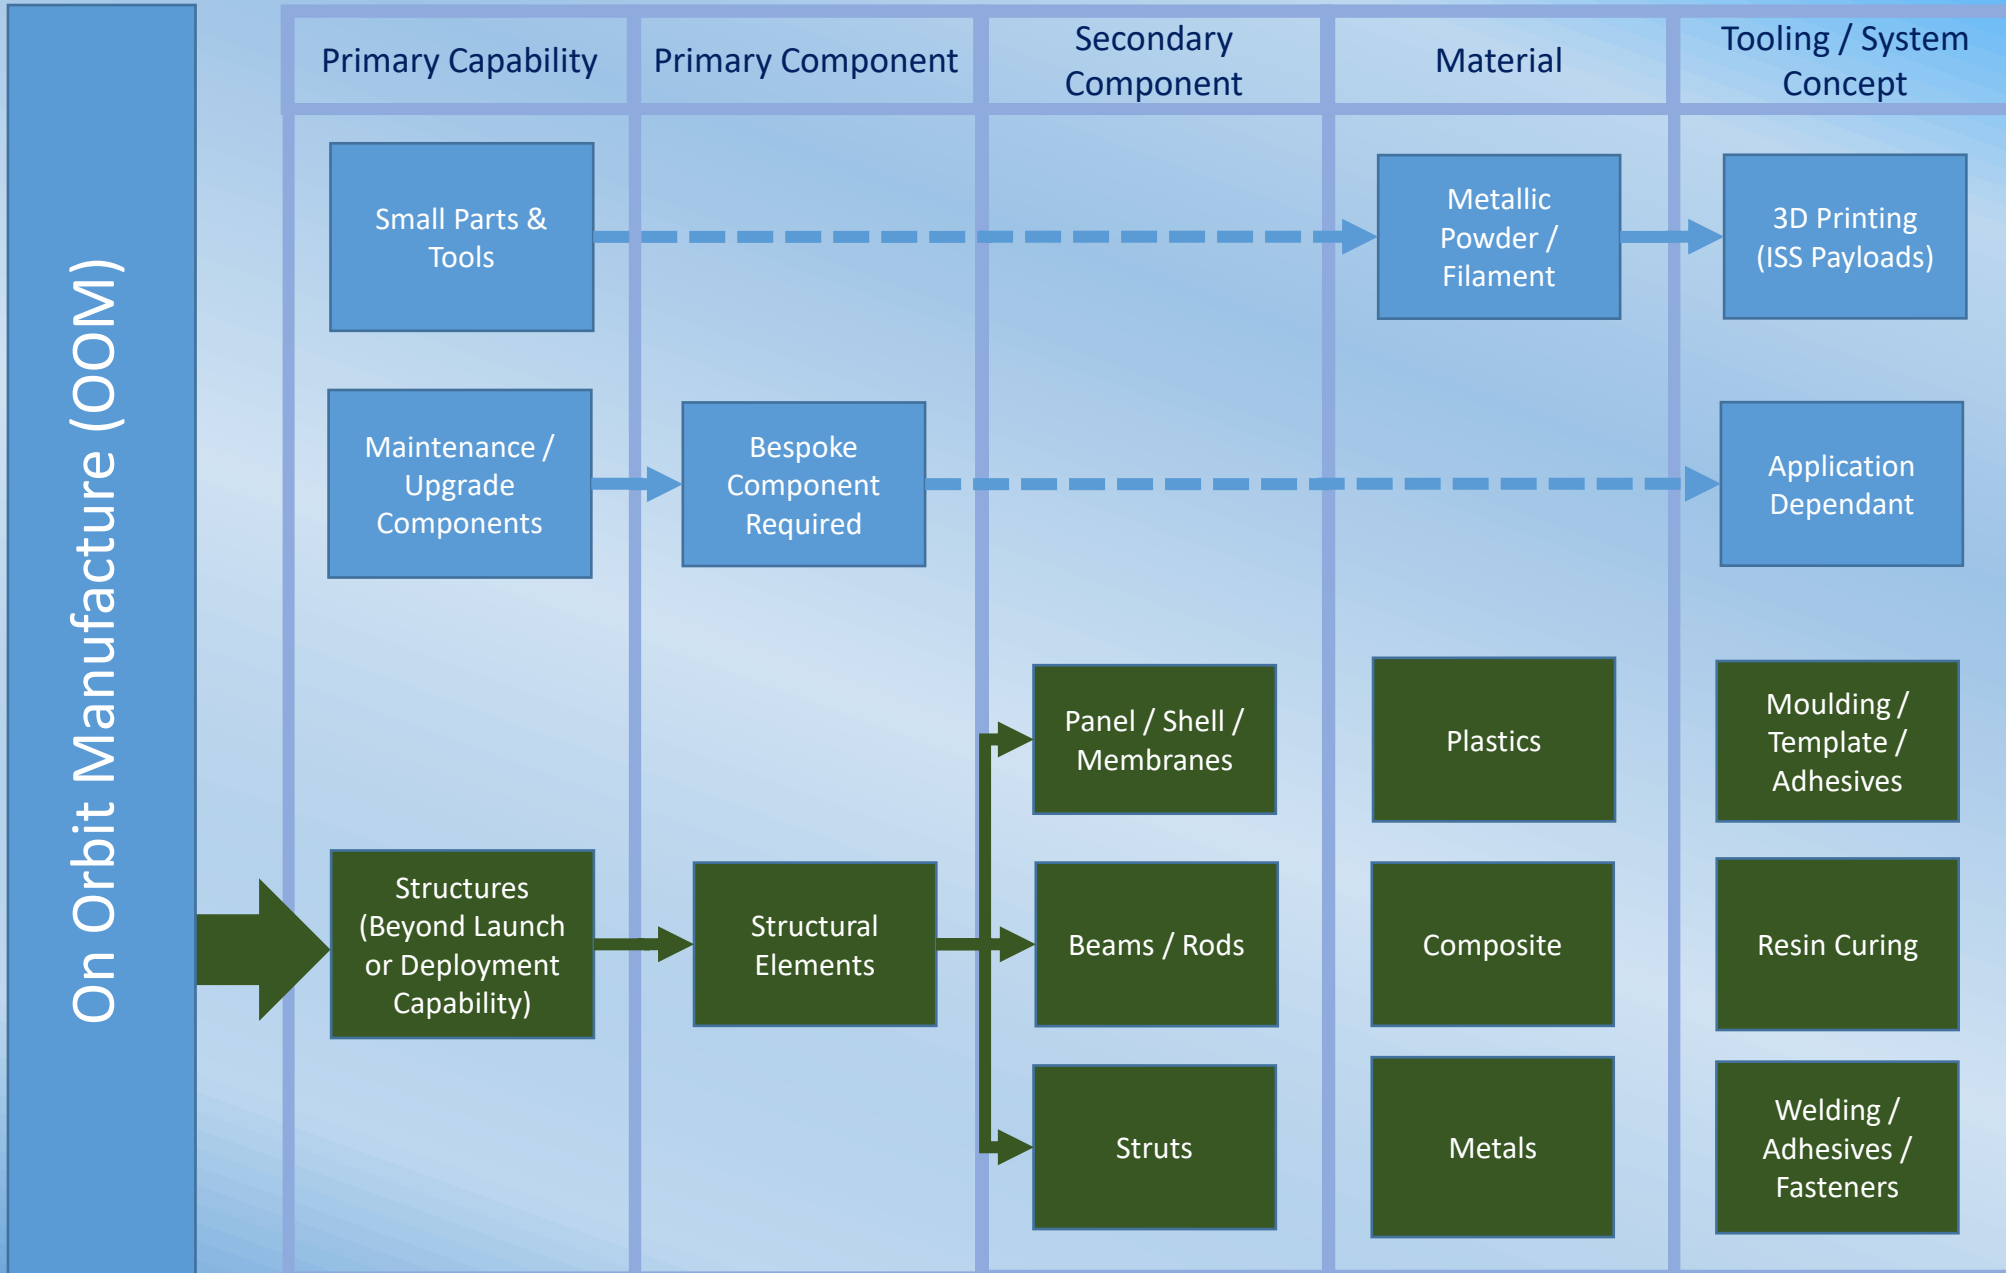 On Orbit Manufacture (OOM)
Primary Capability
Primary Component
Secondary
Component
Material
Tooling / System
Concept
Small Parts &
Tools
Metallic
Powder /
Filament
3D Printing
(ISS Payloads)
Maintenance /
Upgrade
Components
Bespoke
Component
Required
Application
Dependant
Panel / Shell /
Membranes
Plastics
Moulding /
Template /
Adhesives
Structures
(Beyond Launch
or Deployment
Capability)
Structural
Elements
Beams / Rods
Composite
Resin Curing
Struts
Metals
Welding /
Adhesives /
Fasteners